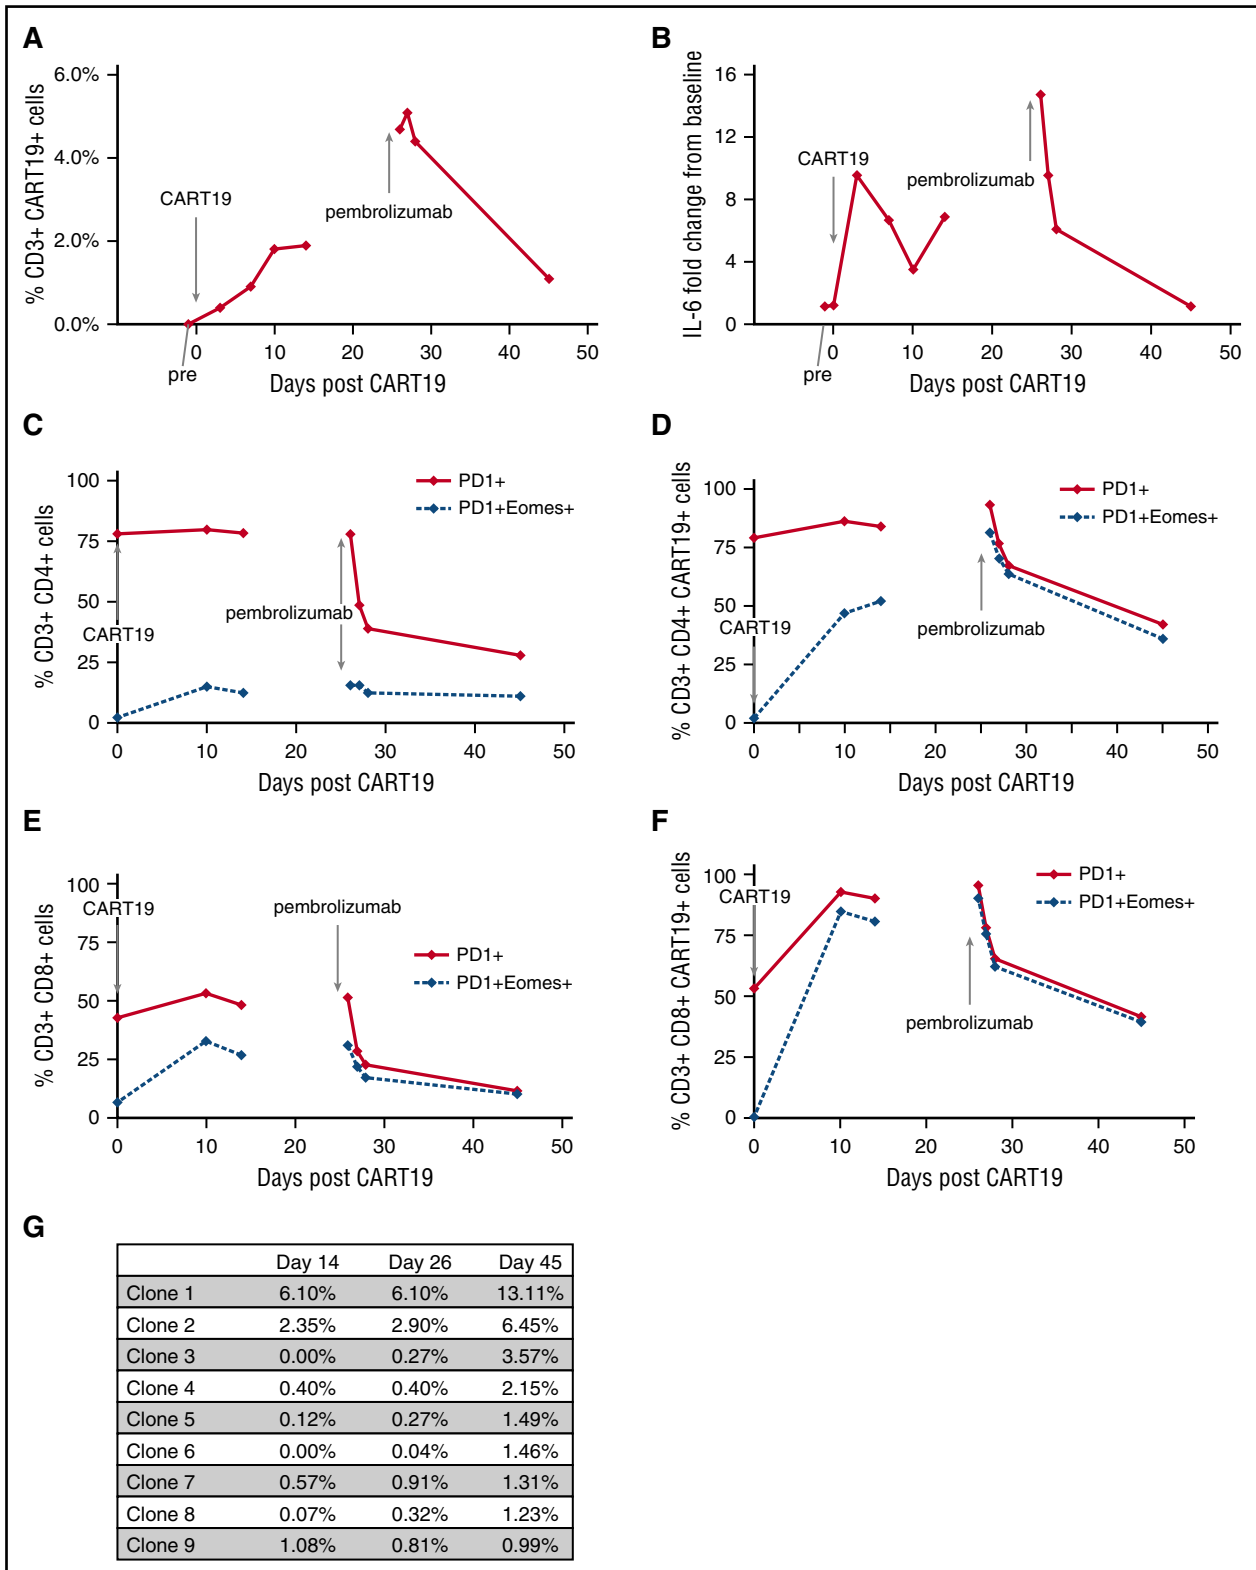 A
% CD3+ CART19+ cells
6.0%
4.0%
2.0%
0.0%
CART19
pembrolizumab
pre
0 10 20 30 40 50
Days post CART19
B
IL-6 fold change from baseline
16
12
8
4
0
CART19
pembrolizumab
pre
0 10 20 30 40 50
Days post CART19
C
% CD3+ CD4+ cells
100
75
50
25
0
PD1+
PD1+Eomes+
CART19
pembrolizumab
0 10 20 30 40 50
Days post CART19
D
% CD3+ CD4+ CART19+ cells
100
75
50
25
0
PD1+
PD1+Eomes+
CART19
pembrolizumab
0 10 20 30 40 50
Days post CART19
E
% CD3+ CD8+ cells
100
75
50
25
0
CART19
pembrolizumab
PD1+
PD1+Eomes+
0 10 20 30 40 50
Days post CART19
F
% CD3+ CD8+ CART19+ cells
100
75
50
25
0
CART19
PD1+
PD1+Eomes+
pembrolizumab
0 10 20 30 40 50
Days post CART19
G
Day 14 Day 26 Day 45
Clone 1 6.10% 6.10% 13.11%
Clone 2 2.35% 2.90% 6.45%
Clone 3 0.00% 0.27% 3.57%
Clone 4 0.40% 0.40% 2.15%
Clone 5 0.12% 0.27% 1.49%
Clone 6 0.00% 0.04% 1.46%
Clone 7 0.57% 0.91% 1.31%
Clone 8 0.07% 0.32% 1.23%
Clone 9 1.08% 0.81% 0.99%